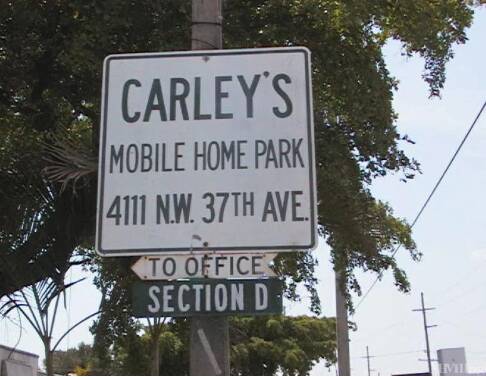 CARLEY'S
MOBILE HOME PARK
4111 N.W. 37TH AVE.
TO OFFICE
SECTION D